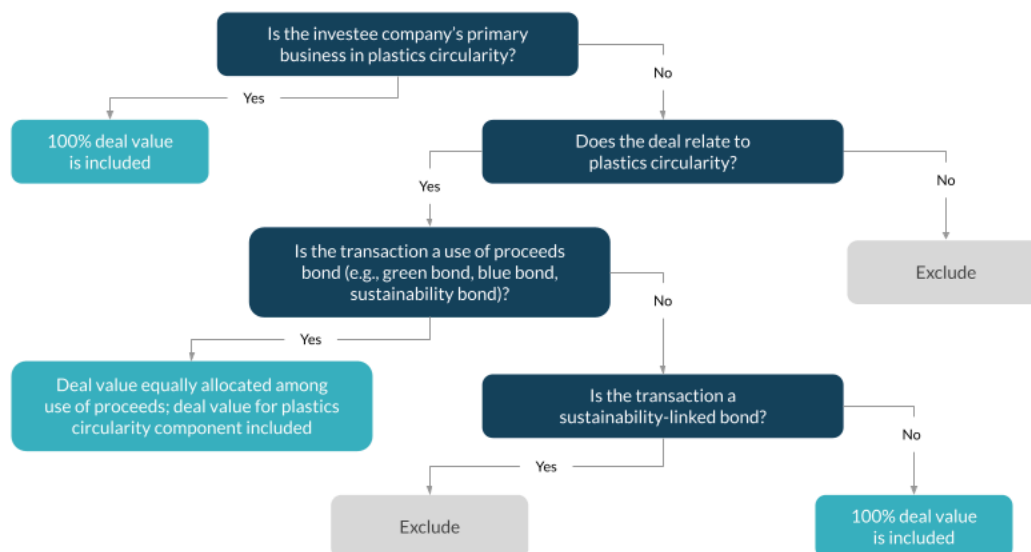 Is the investee company's primary
business in plastics circularity?
No
Yes
100% deal value
is included
Does the deal relate to
plastics circularity?
Yes
No
Is the transaction a use of proceeds
bond (e.g., green bond, blue bond,
sustainability bond)?
Exclude
No
Yes
Deal value equally allocated among
use of proceeds; deal value for plastics
circularity component included
Is the transaction a
sustainability-linked bond?
No
Yes
Exclude
100% deal value
is included